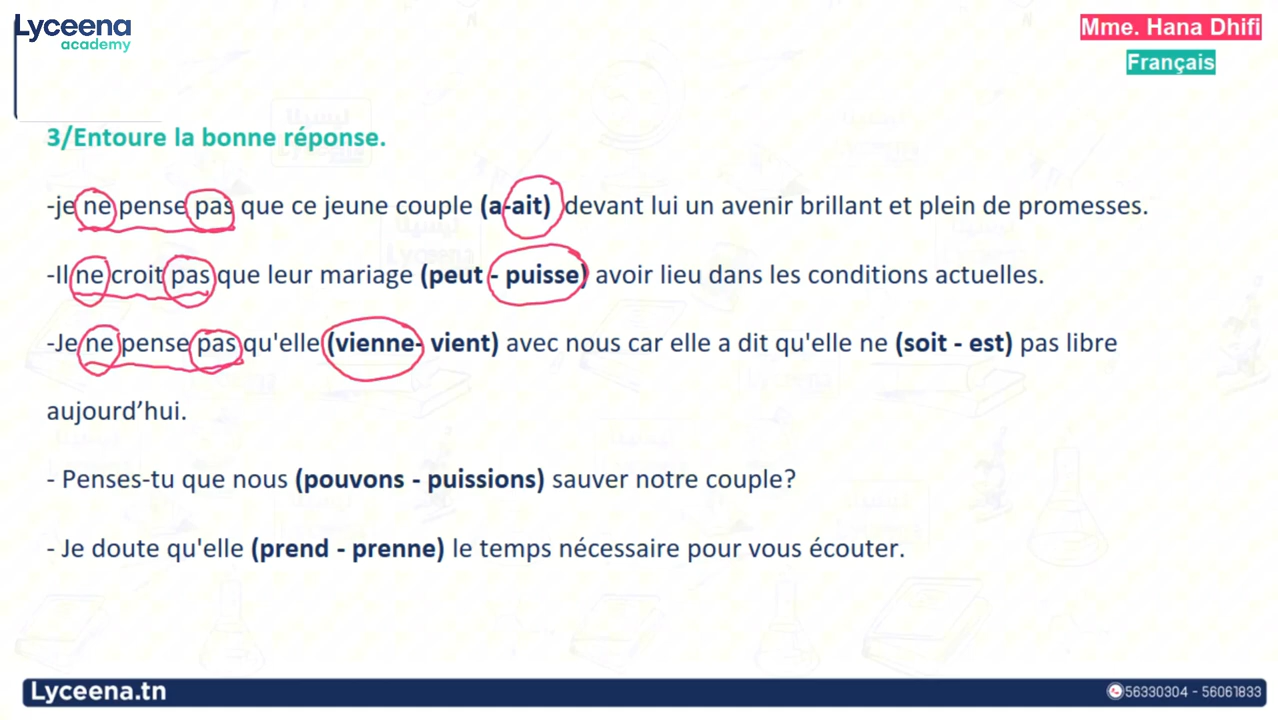 Lyceena
academy
Mme. Hana Dhifi
Français
3/Entoure la bonne réponse.
-je ne pense pas que ce jeune couple (a-ait) devant lui un avenir brillant et plein de promesses.
-Il ne croit pas que leur mariage (peut - puisse) avoir lieu dans les conditions actuelles.
-Je ne pense pas qu'elle (vienne- vient) avec nous car elle a dit qu'elle ne (soit - est) pas libre
aujourd’hui.
- Penses-tu que nous (pouvons - puissions) sauver notre couple?
- Je doute qu'elle (prend - prenne) le temps nécessaire pour vous écouter.
Lyceena.tn
56330304 - 56061833